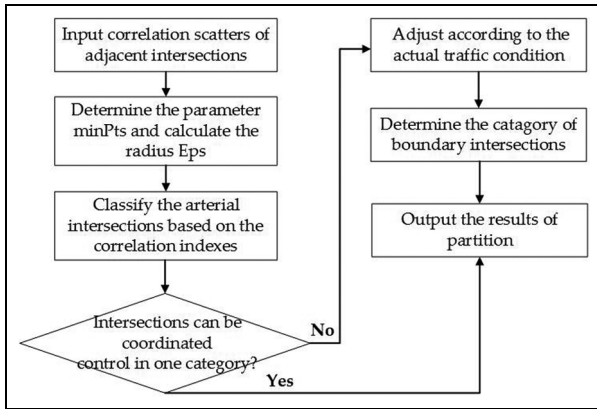 Input correlation scatters of
adjacent intersections
Determine the parameter
minPts and calculate the
radius Eps
Classify the arterial
intersections based on the
correlation indexes
Intersections can be
coordinated
control in one category?
No
Yes
Adjust according to the
actual traffic condition
Determine the catagory of
boundary intersections
Output the results of
partition